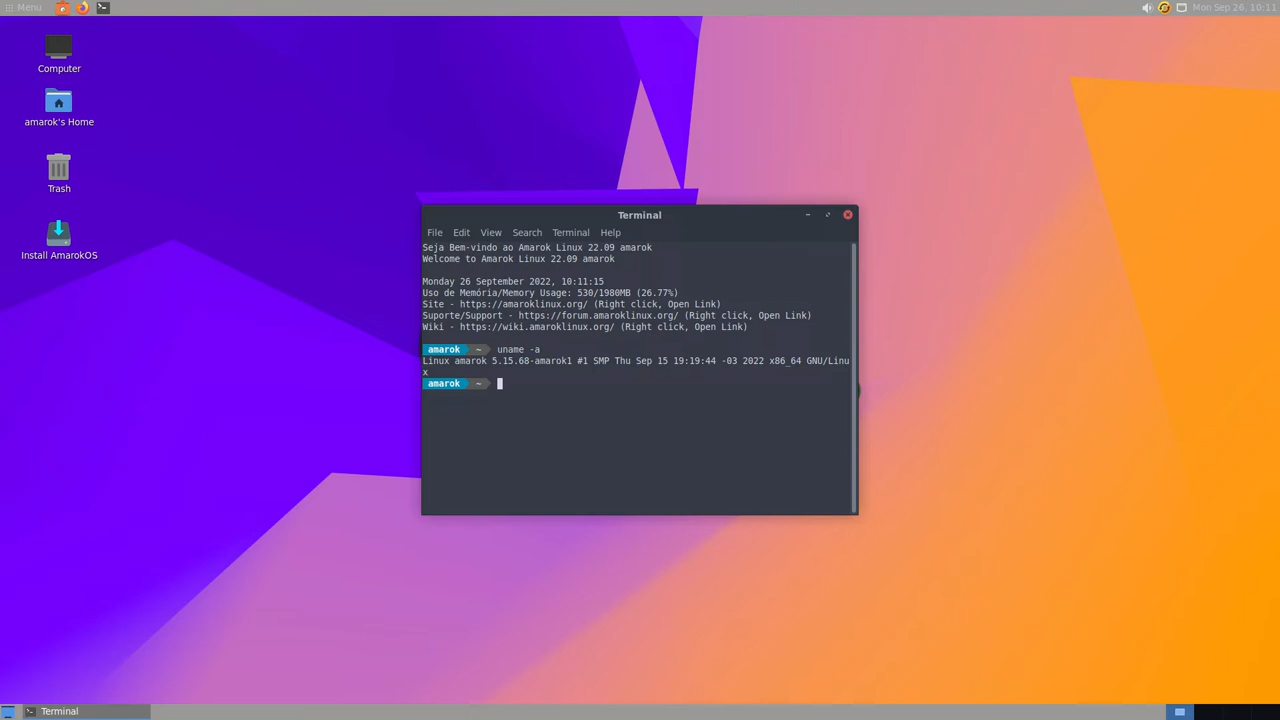 Menu
Mon Sep 26, 10:11
Computer
amarok's Home
Trash
Install AmarokOS
Terminal
File Edit View Search Terminal Help
Seja Bem-vindo ao Amarok Linux 22.09 amarok
Welcome to Amarok Linux 22.09 amarok
Monday 26 September 2022, 10:11:15
Uso de Memória/Memory Usage: 530/1980MB (26.77%)
Site - https://amaroklinux.org/ (Right click, Open Link)
Suporte/Support - https://forum.amaroklinux.org/ (Right click, Open Link)
Wiki - https://wiki.amaroklinux.org/ (Right click, Open Link)
amarok ~ uname -a
Linux amarok 5.15.68-amarok1 #1 SMP Thu Sep 15 19:19:44 -03 2022 x86_64 GNU/Linu
x
amarok ~
Terminal